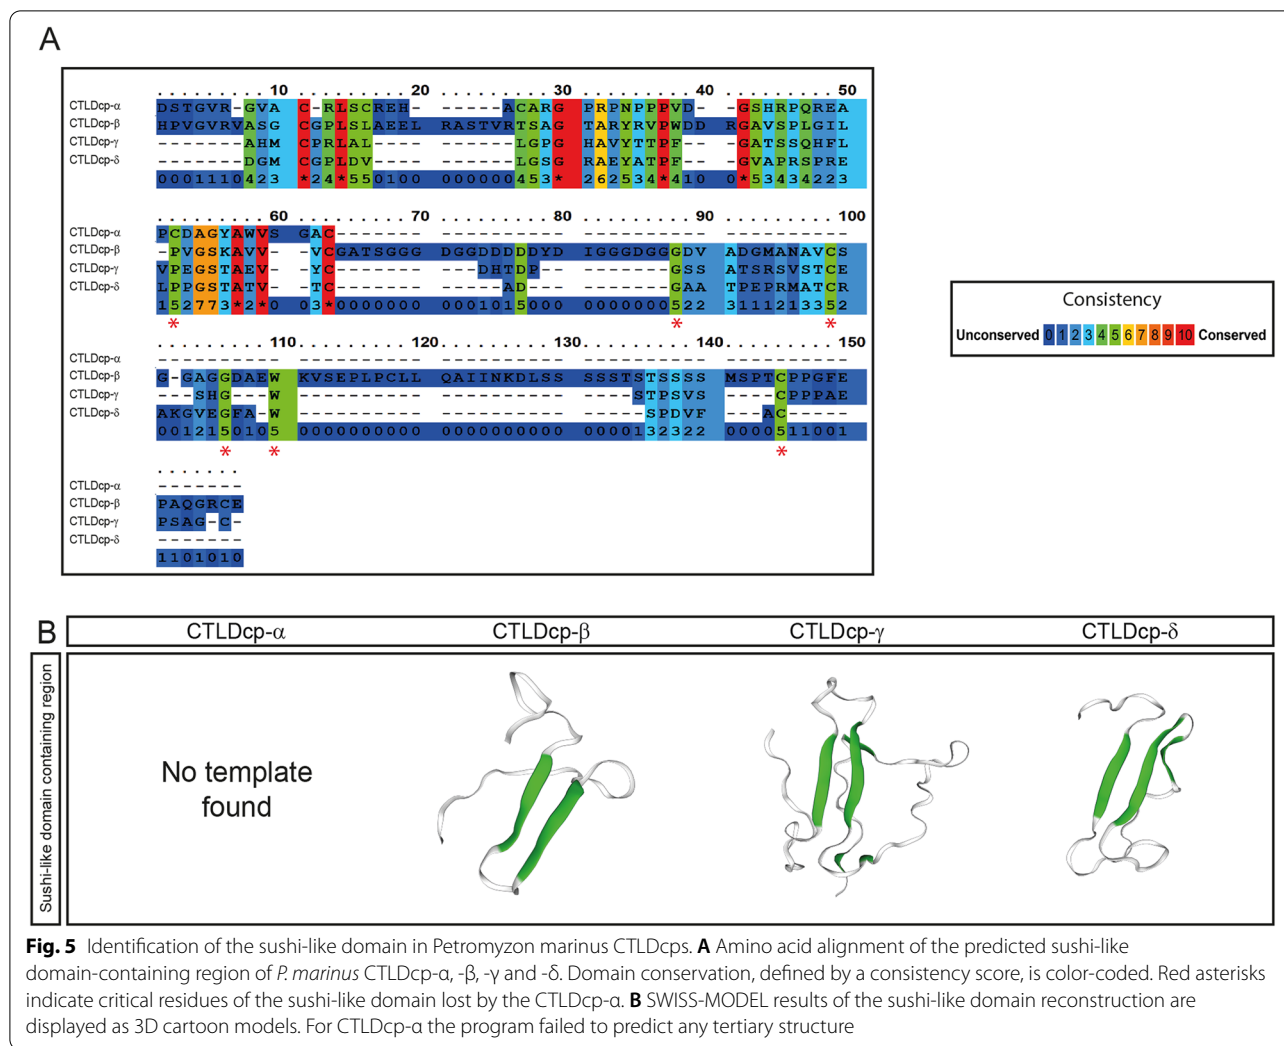 A
. . . . . . . . . 10 . . . . . . . . . 20 . . . . . . . . . 30 . . . . . . . . . 40 . . . . . . . . . 50
CTLDcp-α DSTGVR-GVA C-RLSCREH- ------ACARG PRPNPPPVD- --GSHRPQREA
CTLDcp-β HPVGVRVASG CGPLSLAEEL RASTVRTSAG TARYRVPWDD RGAVSPLGIL
CTLDcp-γ -------AHM CPRLAL---- -------LGPG HAVYTTPF-- -GATSSQHFL
CTLDcp-δ -------DGM CGPLDV---- -------LGSG RAEYATPF-- -GVAPRSPRE
0001110423 *24*550100 000000453* 262534*410 0*53434223
. . . . . . . . . 60 . . . . . . . . . 70 . . . . . . . . . 80 . . . . . . . . . 90 . . . . . . . . . 100
CTLDcp-α PCDAGYAWVS GAC------- ---------- ---------- ----------
CTLDcp-β -PVGSKAVV- -VCGATSGGG DGGDDDDDYD IGGGDGGGDV ADGMANAVCS
CTLDcp-γ VPEGSTAEV- -YC------- ---DHTDP-- -------GSS ATSRSVSTCE
CTLDcp-δ LPPGSTATV- -TC------- -----AD--- -------GAA TPEPRMATCR
152773*2*0 03*0000000 0001015000 0000000522 3111213352
* * *
. . . . . . . . . 110 . . . . . . . . . 120 . . . . . . . . . 130 . . . . . . . . . 140 . . . . . . . . . 150
CTLDcp-α ---------- ---------- ---------- ---------- ----------
CTLDcp-β G-GAGGDAEW KVSEPLPCLL QAIINKDLSS SSSTSTSSSS MSPTCPPGFE
CTLDcp-γ ---SHG---W ---------- ---------- ----STPSVS ----CPPPAE
CTLDcp-δ AKGVEGFA-W ---------- ---------- -----SPDVF ---AC-----
0012150105 0000000000 0000000000 0000132322 0000511001
* * *
. . . . . . .
CTLDcp-α -------
CTLDcp-β PAQGRCE
CTLDcp-γ PSAG-C-
CTLDcp-δ -------
1101010
Consistency
Unconserved 0 1 2 3 4 5 6 7 8 9 10 Conserved
B CTLDcp-α CTLDcp-β CTLDcp-γ CTLDcp-δ
Sushi-like domain containing region
No template
found
Fig. 5 Identification of the sushi-like domain in Petromyzon marinus CTLDcps. A Amino acid alignment of the predicted sushi-like
domain-containing region of P. marinus CTLDcp-α, -β, -γ and -δ. Domain conservation, defined by a consistency score, is color-coded. Red asterisks
indicate critical residues of the sushi-like domain lost by the CTLDcp-α. B SWISS-MODEL results of the sushi-like domain reconstruction are
displayed as 3D cartoon models. For CTLDcp-α the program failed to predict any tertiary structure